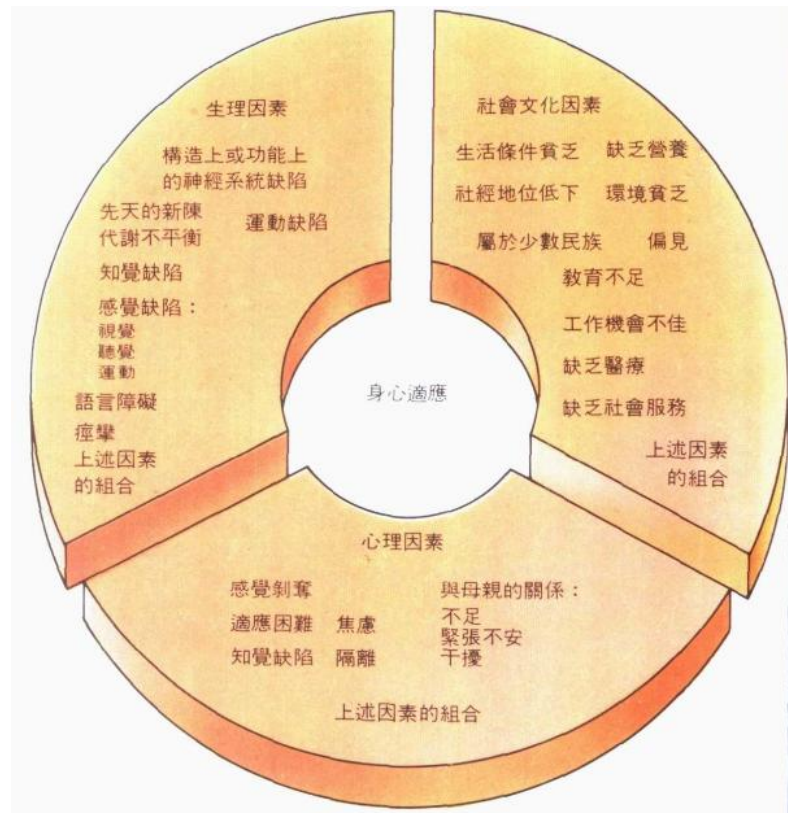 生理因素
構造上或功能上
的神經系統缺陷
先天的新陳
代謝不平衡
運動缺陷
知覺缺陷
感覺缺陷：
視覺
聽覺
運動
語言障礙
痙攣
上述因素
的組合
社會文化因素
生活條件貧乏 缺乏營養
社經地位低下 環境貧乏
屬於少數民族 偏見
教育不足
工作機會不佳
缺乏醫療
缺乏社會服務
上述因素
的組合
身心適應
心理因素
感覺剝奪
適應困難 焦慮
知覺缺陷 隔離
與母親的關係：
不足
緊張不安
干擾
上述因素的組合